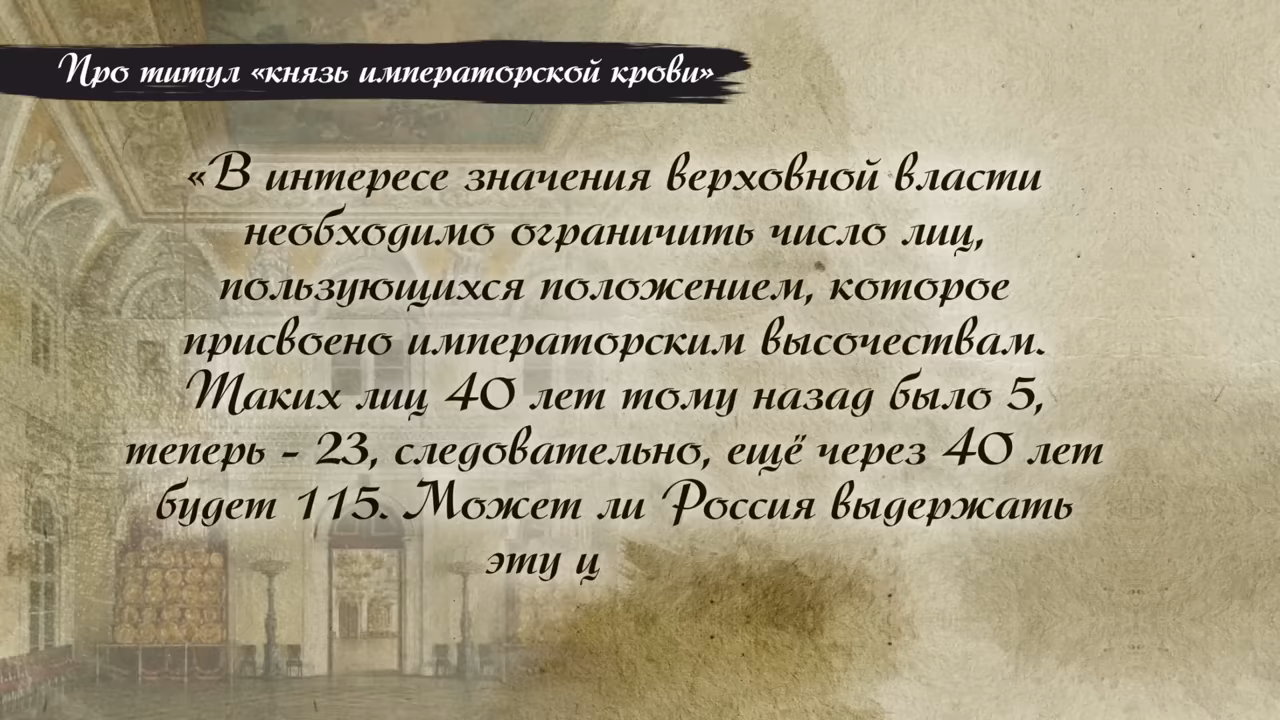 Про титул «князь императорской крови»
«В интересе значения верховной власти
необходимо ограничить число лиц,
пользующихся положением, которое
присвоено императорским высочествам.
Таких лиц 40 лет тому назад было 5,
теперь - 23, следовательно, ещё через 40 лет
будет 115. Может ли Россия выдержать
эту ц